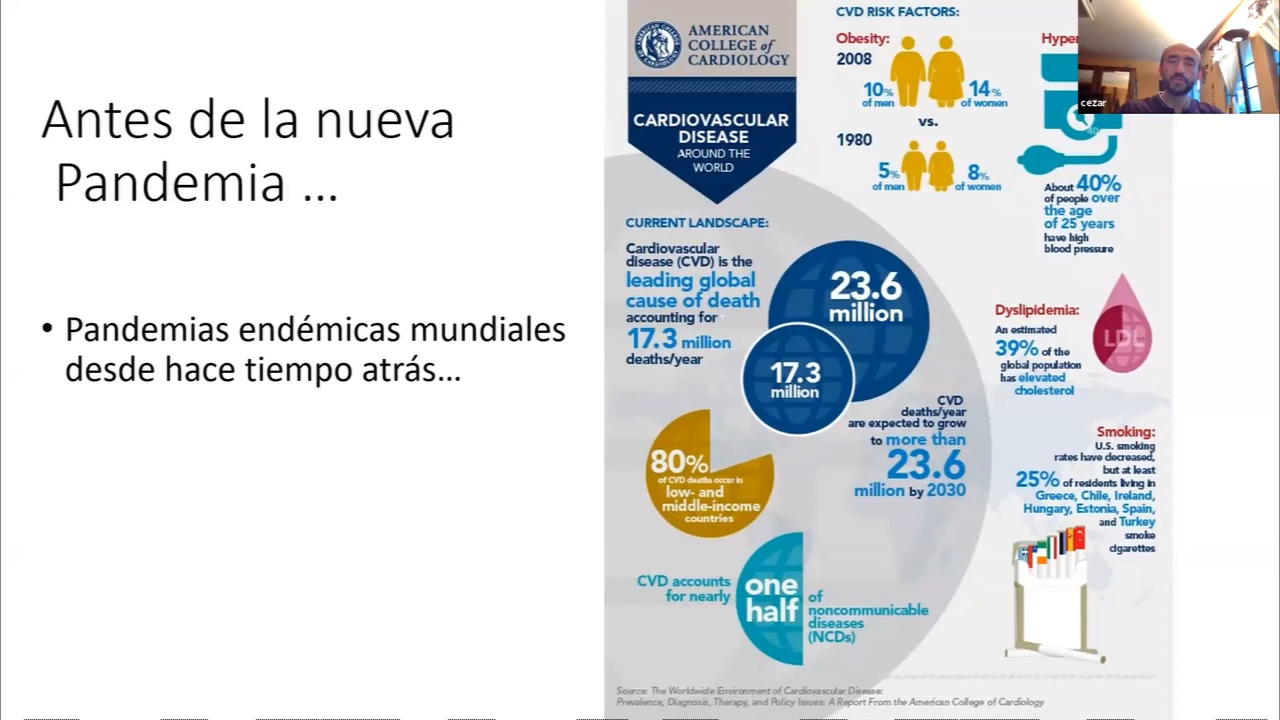 Antes de la nueva
Pandemia ...
• Pandemias endémicas mundiales
desde hace tiempo atrás...
AMERICAN
COLLEGE of
CARDIOLOGY
CARDIOVASCULAR
DISEASE
AROUND THE
WORLD
CURRENT LANDSCAPE:
Cardiovascular
disease (CVD) is the
leading global
cause of death
accounting for
17.3 million
deaths/year
23.6
million
17.3
million
CVD
deaths/year
are expected to grow
to more than
23.6
million by 2030
80%
of CVD deaths occur in
low- and
middle-income
countries
CVD accounts
for nearly
one
half
of
noncommunicable
diseases
(NCDs)
CVD RISK FACTORS:
Obesity:
2008
10%
of men
14%
of women
vs.
1980
5%
of men
8%
of women
About 40%
of people over
the age
of 25 years
have high
blood pressure
Dyslipidemia:
An estimated
39% of the
global population
has elevated
cholesterol
LDL
Smoking:
U.S. smoking
rates have decreased,
but at least
25% of residents living in
Greece, Chile, Ireland,
Hungary, Estonia, Spain,
and Turkey
smoke
cigarettes
Source: The Worldwide Environment of Cardiovascular Disease:
Prevalence, Diagnosis, Therapy, and Policy Issues: A Report From the American College of Cardiology
cezar